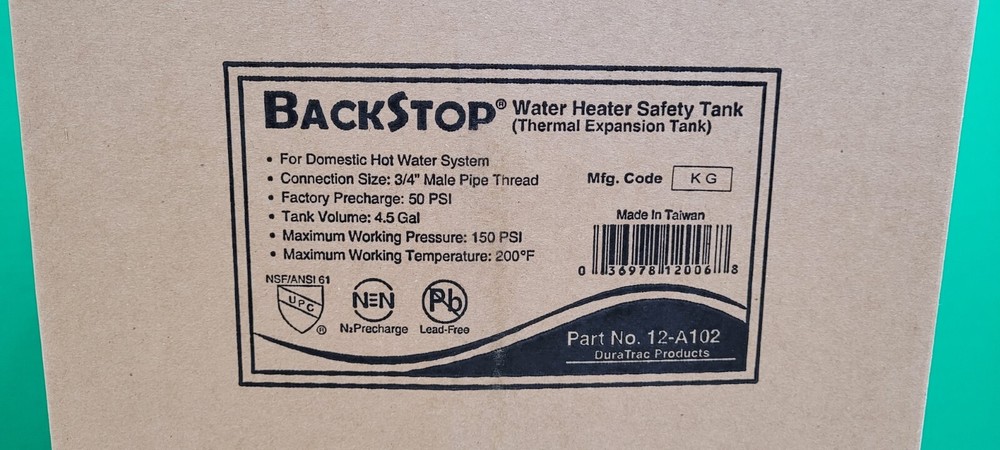 BACKSTOP® Water Heater Safety Tank
(Thermal Expansion Tank)
• For Domestic Hot Water System
• Connection Size: 3/4" Male Pipe Thread
• Factory Precharge: 50 PSI
• Tank Volume: 4.5 Gal
• Maximum Working Pressure: 150 PSI
• Maximum Working Temperature: 200°F
Mfg. Code KG
Made In Taiwan
0 36978 12006 8
NSF/ANSI 61
UPC ®
N=N
N₂Precharge
Pb
Lead-Free
Part No. 12-A102
DuraTrac Products